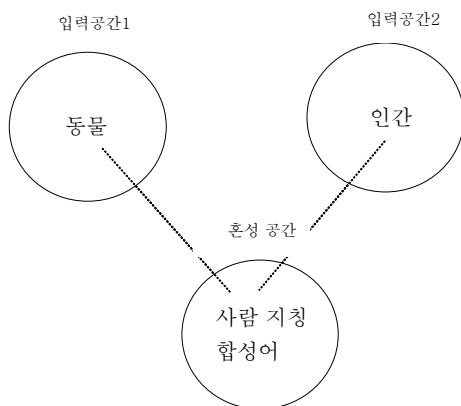 입력공간1
입력공간2
동물
인간
혼성 공간
사람 지칭
합성어